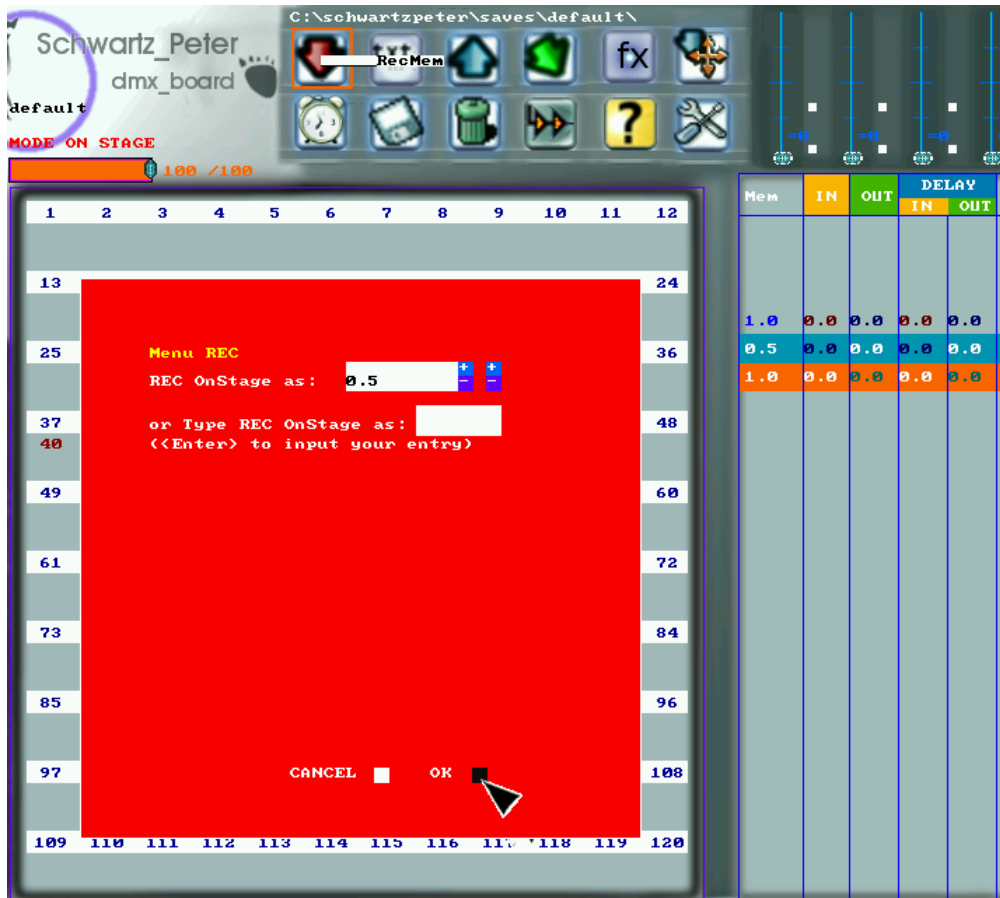 C:\schwartzpeter\saves\default\
Schwartz_Peter
dmx_board
default
RecMem
fx
?
MODE ON STAGE
100 /100
=0 =0 =0
Mem IN OUT DELAY
IN OUT
1 2 3 4 5 6 7 8 9 10 11 12
13 24
1.0 0.0 0.0 0.0 0.0
25 Menu REC 36
0.5 0.0 0.0 0.0 0.0
REC OnStage as: 0.5 + +
- -
1.0 0.0 0.0 0.0 0.0
37 or Type REC OnStage as: 48
40 (<Enter> to input your entry)
49 60
61 72
73 84
85 96
97 CANCEL OK 108
109 110 111 112 113 114 115 116 118 119 120